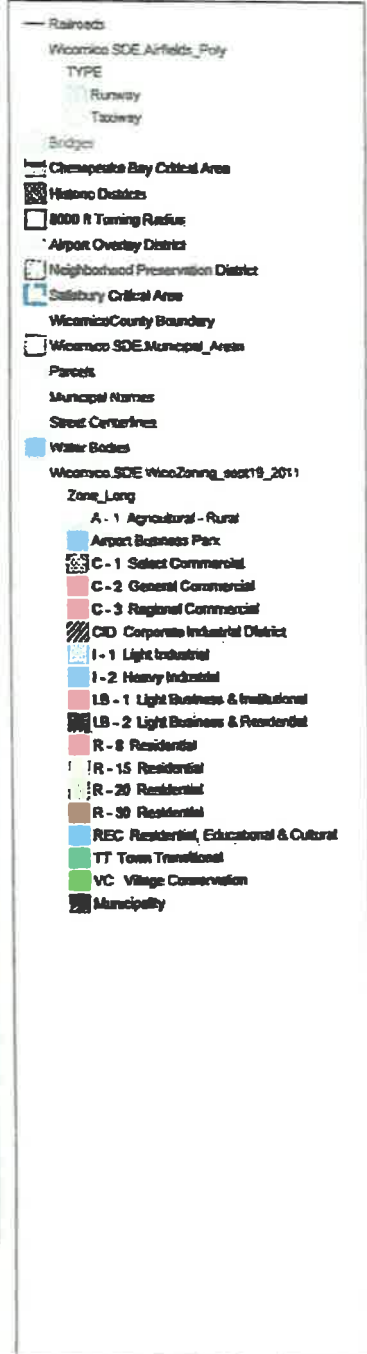 Railroads
Wicomico SDE.Airfields_Poly
TYPE
Runway
Taxiway
Bridges
Chesapeake Bay Critical Area
Historic Districts
8000 ft Turning Radius
Airport Overlay District
Neighborhood Preservation District
Salisbury Critical Area
WicomicoCounty Boundary
Wicomico SDE.Municipal_Areas
Parcels
Municipal Names
Street Centerlines
Water Bodies
Wicomico.SDE WicoZoning_sept19_2011
Zone_Long
A - 1 Agricultural - Rural
Airport Business Park
C - 1 Select Commercial
C - 2 General Commercial
C - 3 Regional Commercial
CID Corporate Industrial District
I - 1 Light Industrial
I - 2 Heavy Industrial
LB - 1 Light Business & Institutional
LB - 2 Light Business & Residential
R - 8 Residential
R - 15 Residential
R - 20 Residential
R - 30 Residential
REC Residential, Educational & Cultural
TT Town Transitional
VC Village Conservation
Municipality